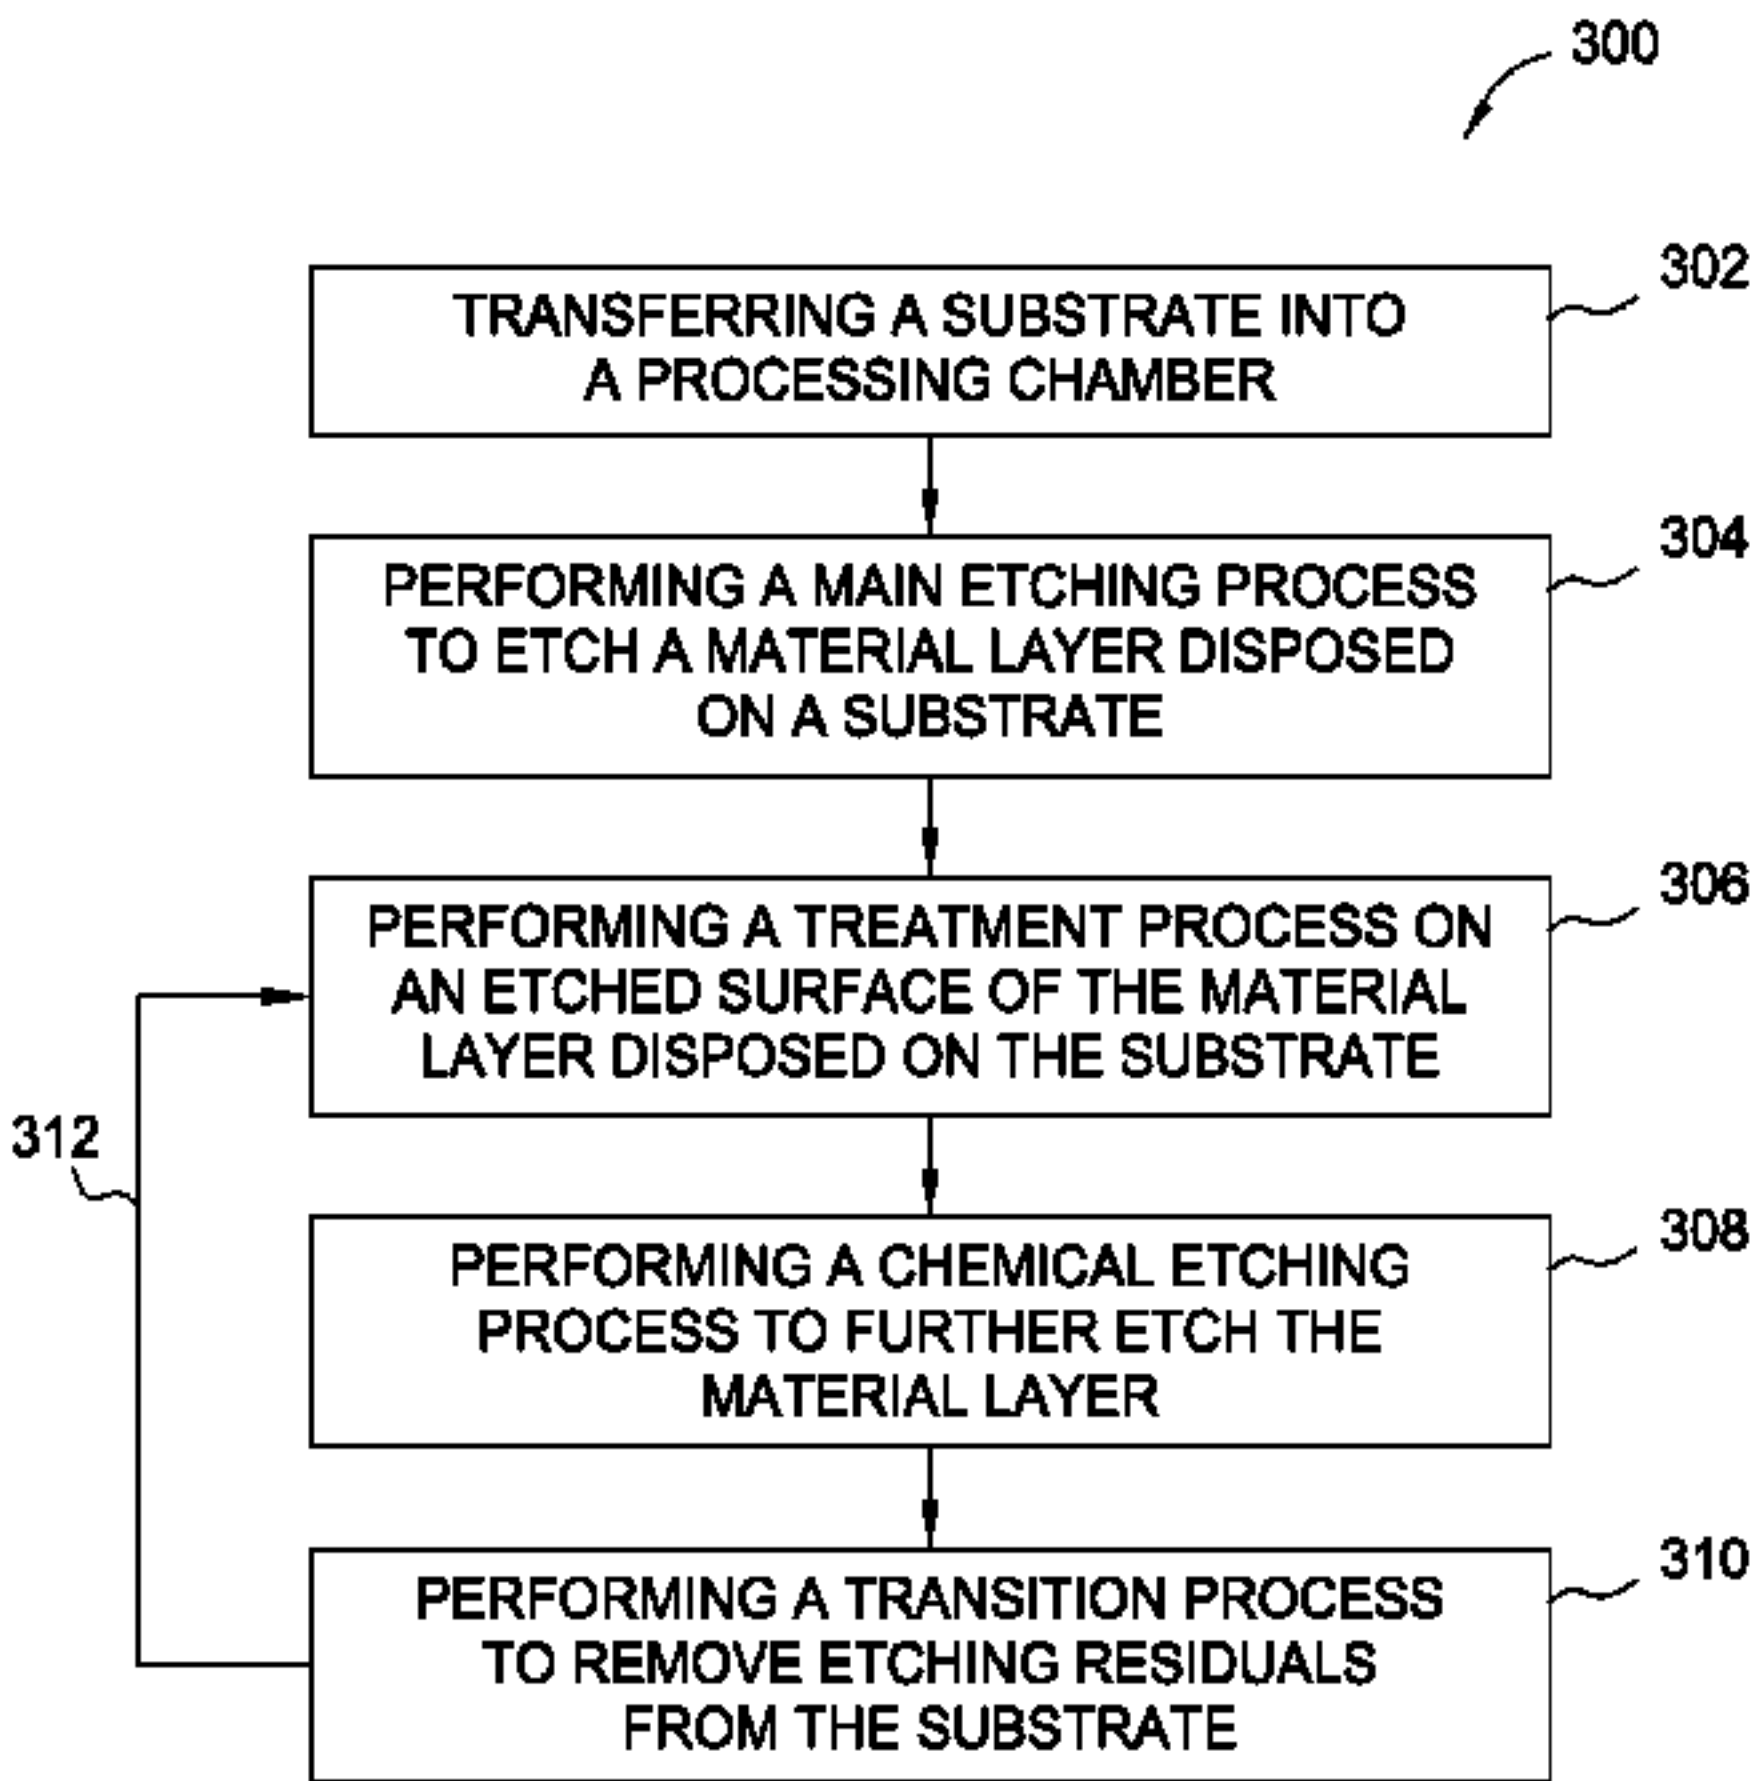 300
302
TRANSFERRING A SUBSTRATE INTO
A PROCESSING CHAMBER
304
PERFORMING A MAIN ETCHING PROCESS
TO ETCH A MATERIAL LAYER DISPOSED
ON A SUBSTRATE
306
PERFORMING A TREATMENT PROCESS ON
AN ETCHED SURFACE OF THE MATERIAL
LAYER DISPOSED ON THE SUBSTRATE
312
308
PERFORMING A CHEMICAL ETCHING
PROCESS TO FURTHER ETCH THE
MATERIAL LAYER
310
PERFORMING A TRANSITION PROCESS
TO REMOVE ETCHING RESIDUALS
FROM THE SUBSTRATE